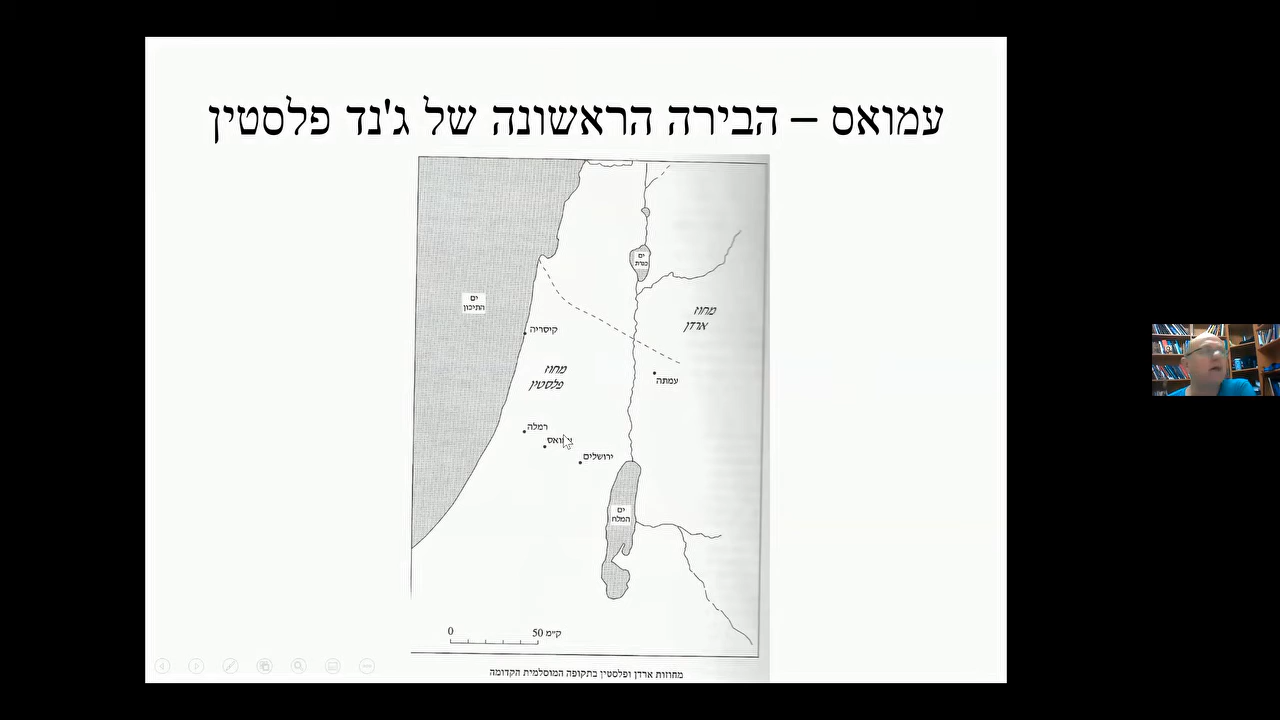 עמואס – הבירה הראשונה של ג'נד פלסטין
ים
כנרת
ים
התיכון
מחוז
ארדן
קיסריה
מחוז
פלסטין
עמתה
רמלה
ירושלים
ים
המלח
0
50 ק״מ
מחוזות ארדן ופלסטין בתקופה המוסלמית הקדומה